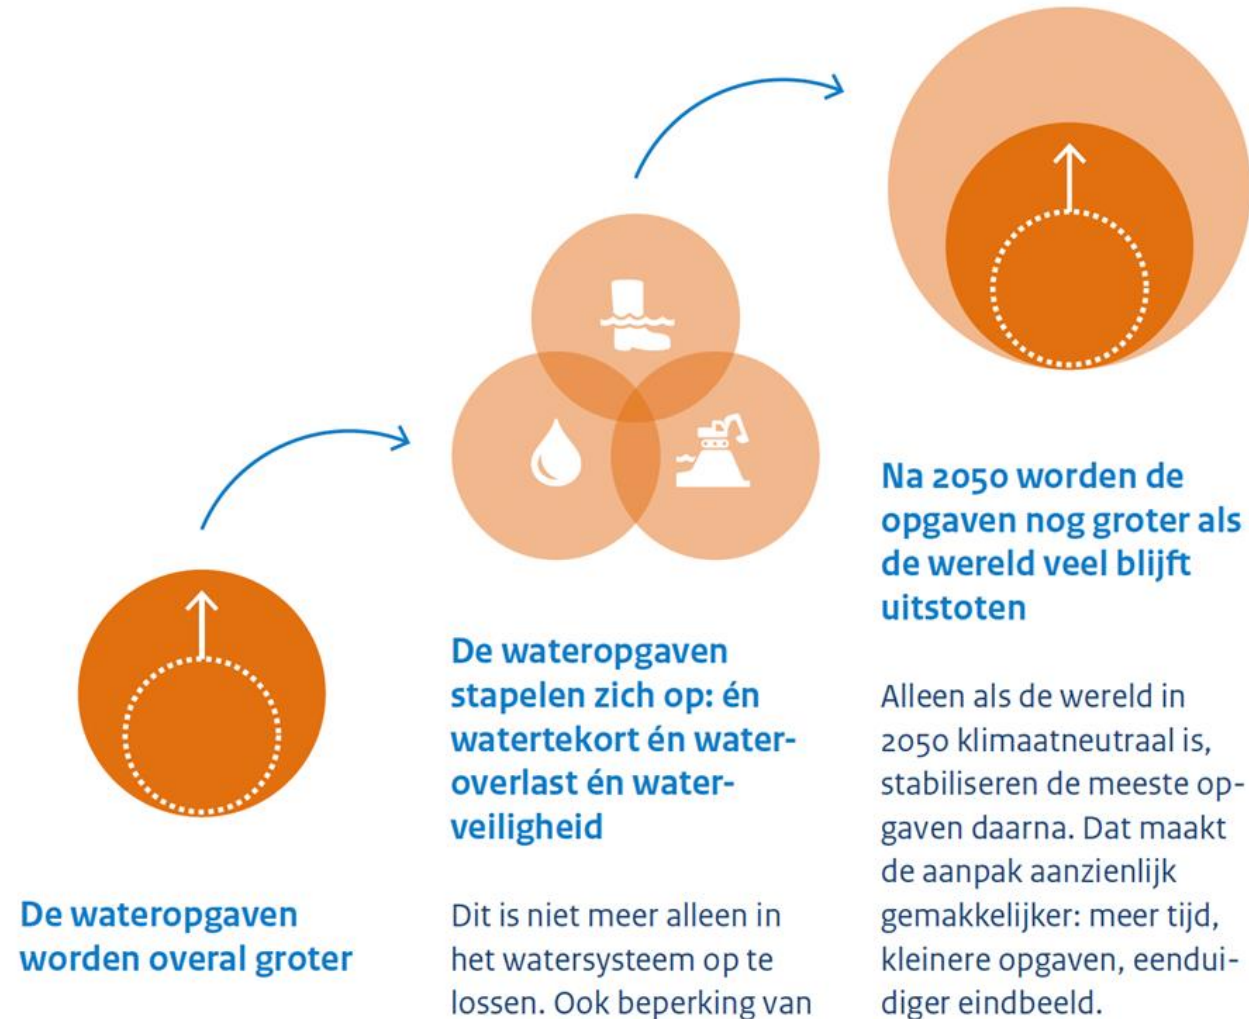 De wateropgaven
worden overal groter
De wateropgaven
stapelen zich op: én
watertekort én water-
overlast én water-
veiligheid
Dit is niet meer alleen in
het watersysteem op te
lossen. Ook beperking van
Na 2050 worden de
opgaven nog groter als
de wereld veel blijft
uitstoten
Alleen als de wereld in
2050 klimaatneutraal is,
stabiliseren de meeste op-
gaven daarna. Dat maakt
de aanpak aanzienlijk
gemakkelijker: meer tijd,
kleinere opgaven, eendui-
diger eindbeeld.